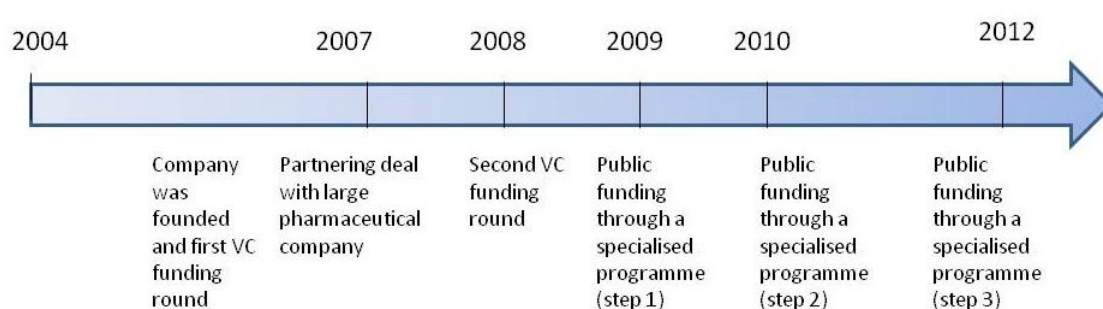 2004
2007
2008
2009
2010
2012
Company
was
founded
and first VC
funding
round
Partnering deal
with large
pharmaceutical
company
Second VC
funding
round
Public
funding
through a
specialised
programme
(step 1)
Public
funding
through a
specialised
programme
(step 2)
Public
funding
through a
specialised
programme
(step 3)